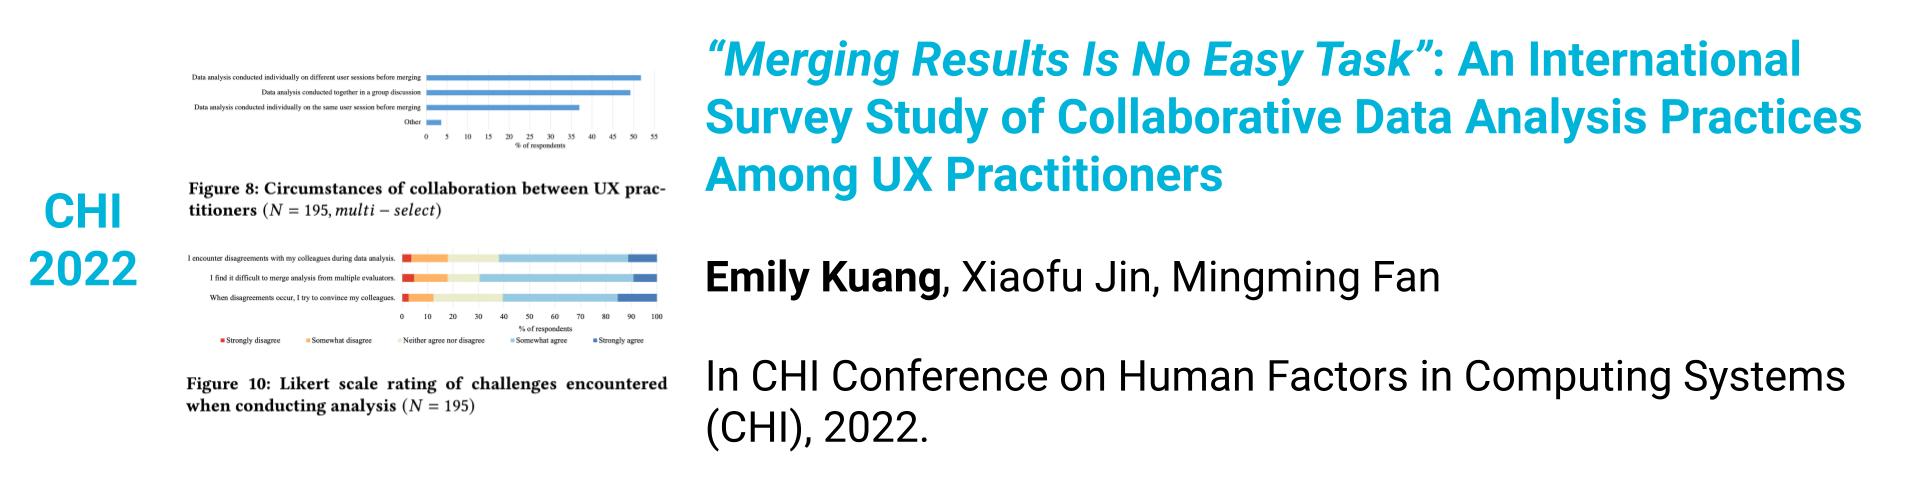 CHI
2022
Data analysis conducted individually on different user sessions before merging
Data analysis conducted together in a group discussion
Data analysis conducted individually on the same user session before merging
Other
0 5 10 15 20 25 30 35 40 45 50 55
% of respondents
Figure 8: Circumstances of collaboration between UX prac-
titioners (N = 195, multi − select)
I encounter disagreements with my colleagues during data analysis.
I find it difficult to merge analysis from multiple evaluators.
When disagreements occur, I try to convince my colleagues.
0 10 20 30 40 50 60 70 80 90 100
% of respondents
Strongly disagree Somewhat disagree Neither agree nor disagree Somewhat agree Strongly agree
Figure 10: Likert scale rating of challenges encountered
when conducting analysis (N = 195)
“Merging Results Is No Easy Task”: An International
Survey Study of Collaborative Data Analysis Practices
Among UX Practitioners
Emily Kuang, Xiaofu Jin, Mingming Fan
In CHI Conference on Human Factors in Computing Systems
(CHI), 2022.